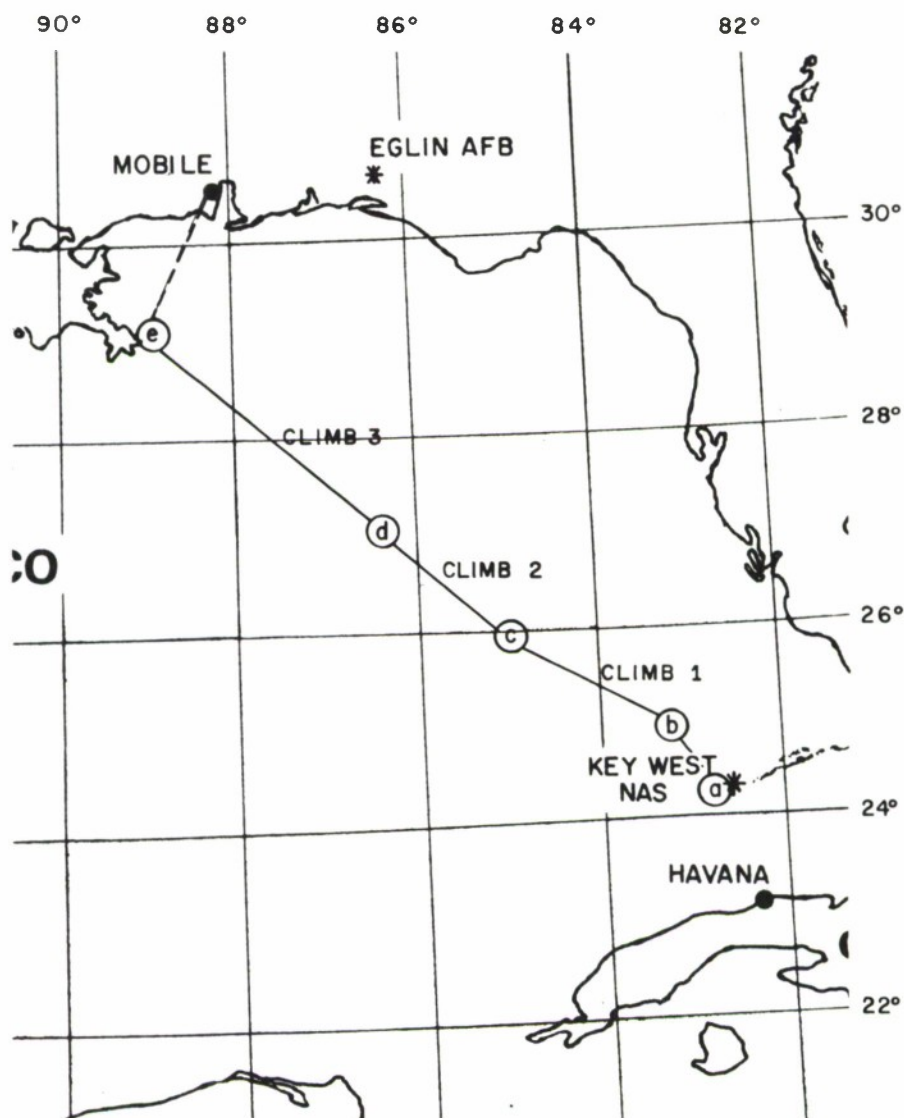 90° 88° 86° 84° 82°
EGLIN AFB
MOBILE
30°
e
28°
CLIMB 3
d
CO
CLIMB 2
26°
c
CLIMB 1
b
KEY WEST
NAS
a
24°
HAVANA
22°